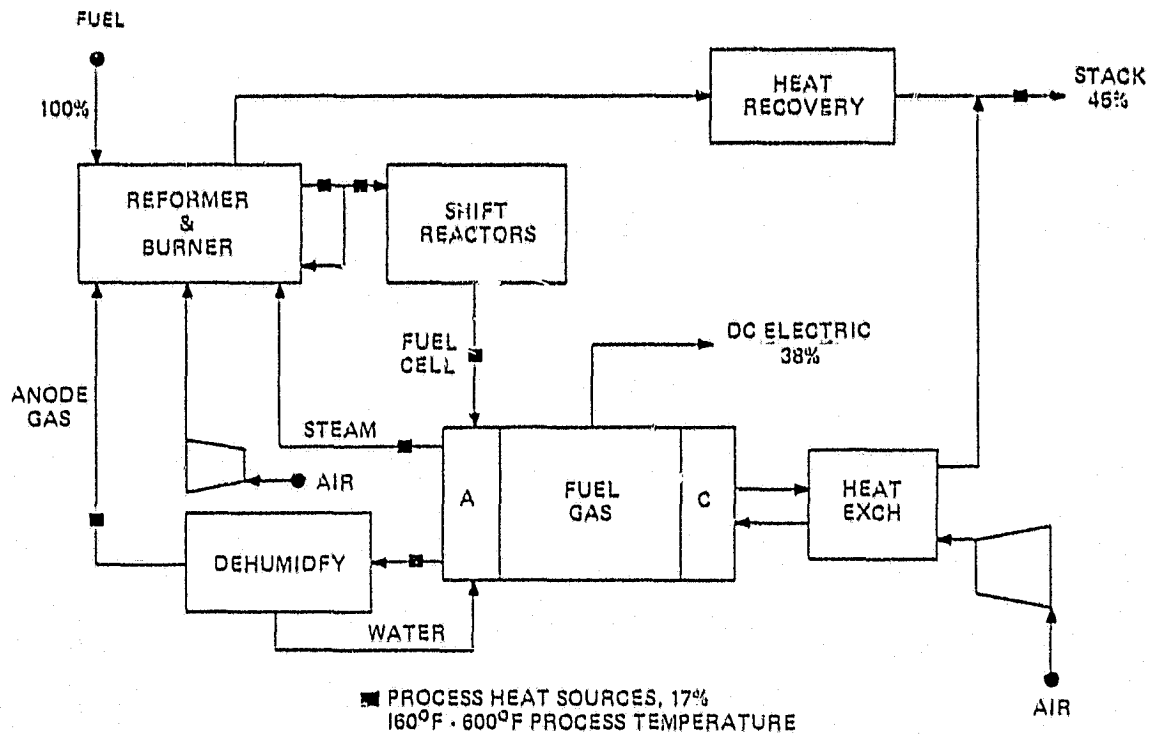 FUEL
100%
HEAT
RECOVERY
STACK
45%
REFORMER
&
BURNER
SHIFT
REACTORS
FUEL
CELL
DC ELECTRIC
38%
ANODE
GAS
STEAM
AIR
A
FUEL
GAS
C
HEAT
EXCH
DEHUMIDFY
WATER
AIR
PROCESS HEAT SOURCES, 17%
160°F - 600°F PROCESS TEMPERATURE